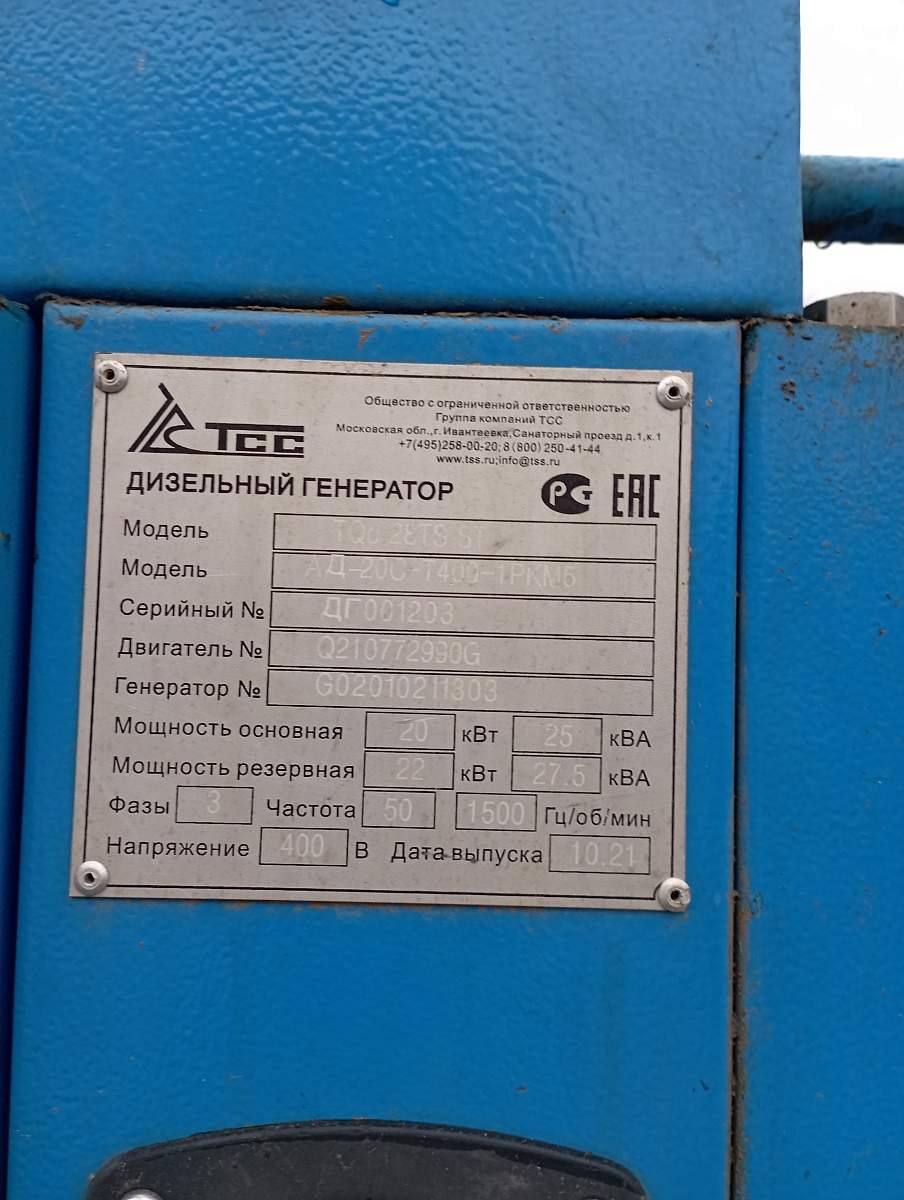 ТСС
Общество с ограниченной ответственностью
Группа компаний ТСС
Московская обл.,г. Ивантеевка,Санаторный проезд д.1,к.1
+7(495)258-00-20; 8 (800) 250-41-44
www.tss.ru;info@tss.ru
ДИЗЕЛЬНЫЙ ГЕНЕРАТОР
РСТ ЕАС
Модель
Модель АД-20С-Т400-1РКМ5
Серийный № ДГ001203
Двигатель № Q210772990G
Генератор № G02010211303
Мощность основная 20 кВт 25 кВА
Мощность резервная 22 кВт 27.5 кВА
Фазы 3 Частота 50 1500 Гц/об/мин
Напряжение 400 В Дата выпуска 10.21